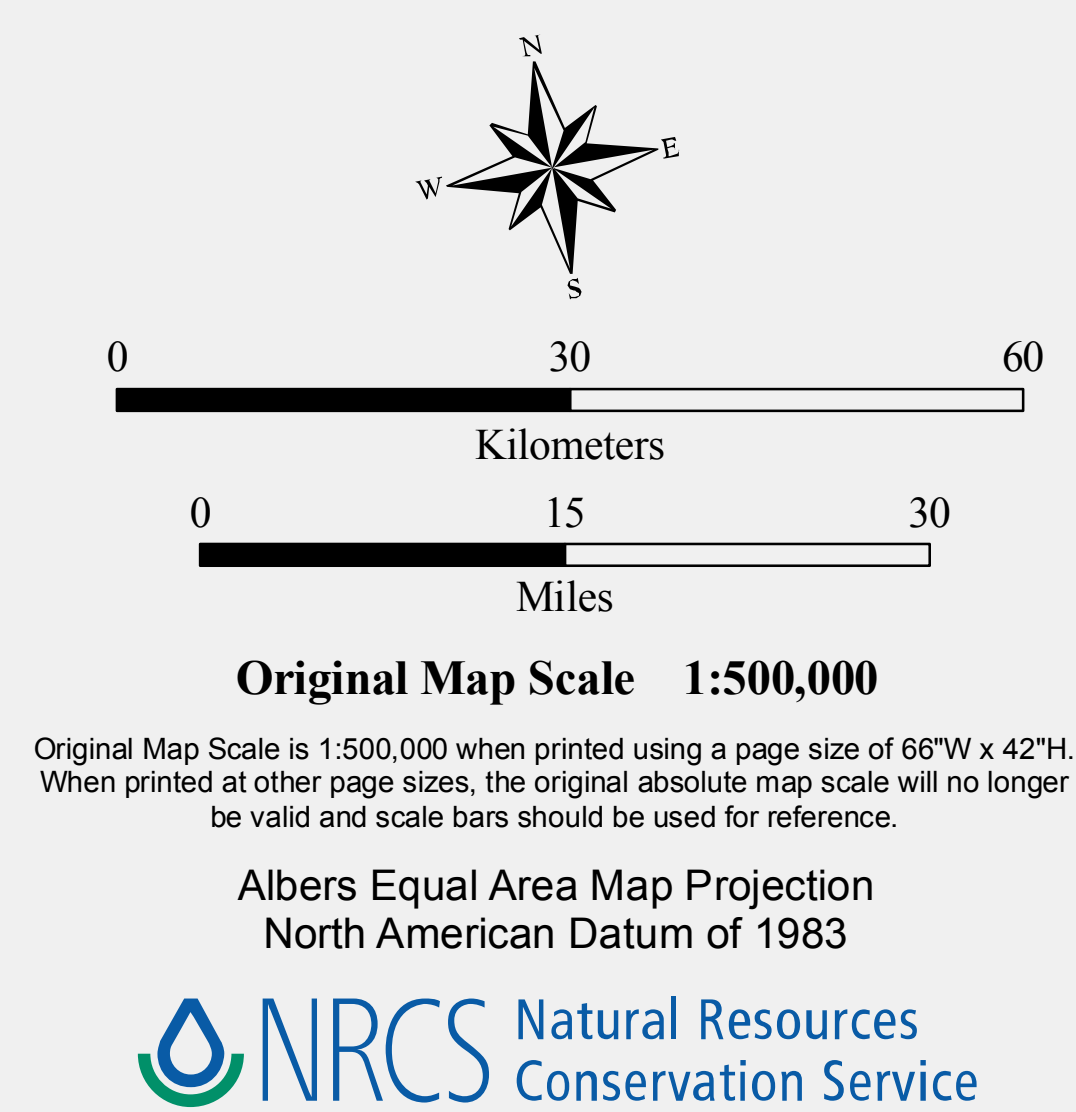 N
E
W
S
0 30 60
Kilometers
0 15 30
Miles
Original Map Scale 1:500,000
Original Map Scale is 1:500,000 when printed using a page size of 66"W x 42"H.
When printed at other page sizes, the original absolute map scale will no longer
be valid and scale bars should be used for reference.
Albers Equal Area Map Projection
North American Datum of 1983
NRCS Natural Resources
Conservation Service